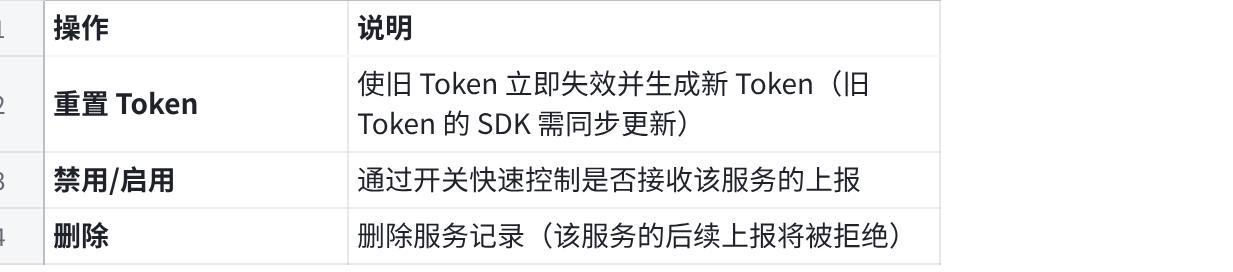 1 操作 说明
2 重置 Token 使旧 Token 立即失效并生成新 Token（旧
Token 的 SDK 需同步更新）
3 禁用/启用 通过开关快速控制是否接收该服务的上报
4 删除 删除服务记录（该服务的后续上报将被拒绝）